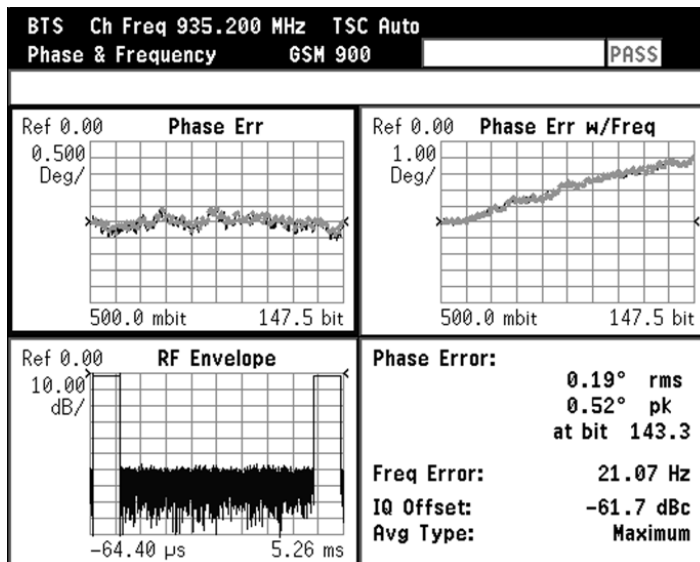 BTS Ch Freq 935.200 MHz TSC Auto
Phase & Frequency GSM 900 PASS
Ref 0.00 Phase Err
0.500
Deg/
500.0 mbit 147.5 bit
Ref 0.00 Phase Err w/Freq
1.00
Deg/
500.0 mbit 147.5 bit
Ref 0.00 RF Envelope
10.00
dB/
-64.40 µs 5.26 ms
Phase Error:
0.19° rms
0.52° pk
at bit 143.3
Freq Error: 21.07 Hz
IQ Offset: -61.7 dBc
Avg Type: Maximum